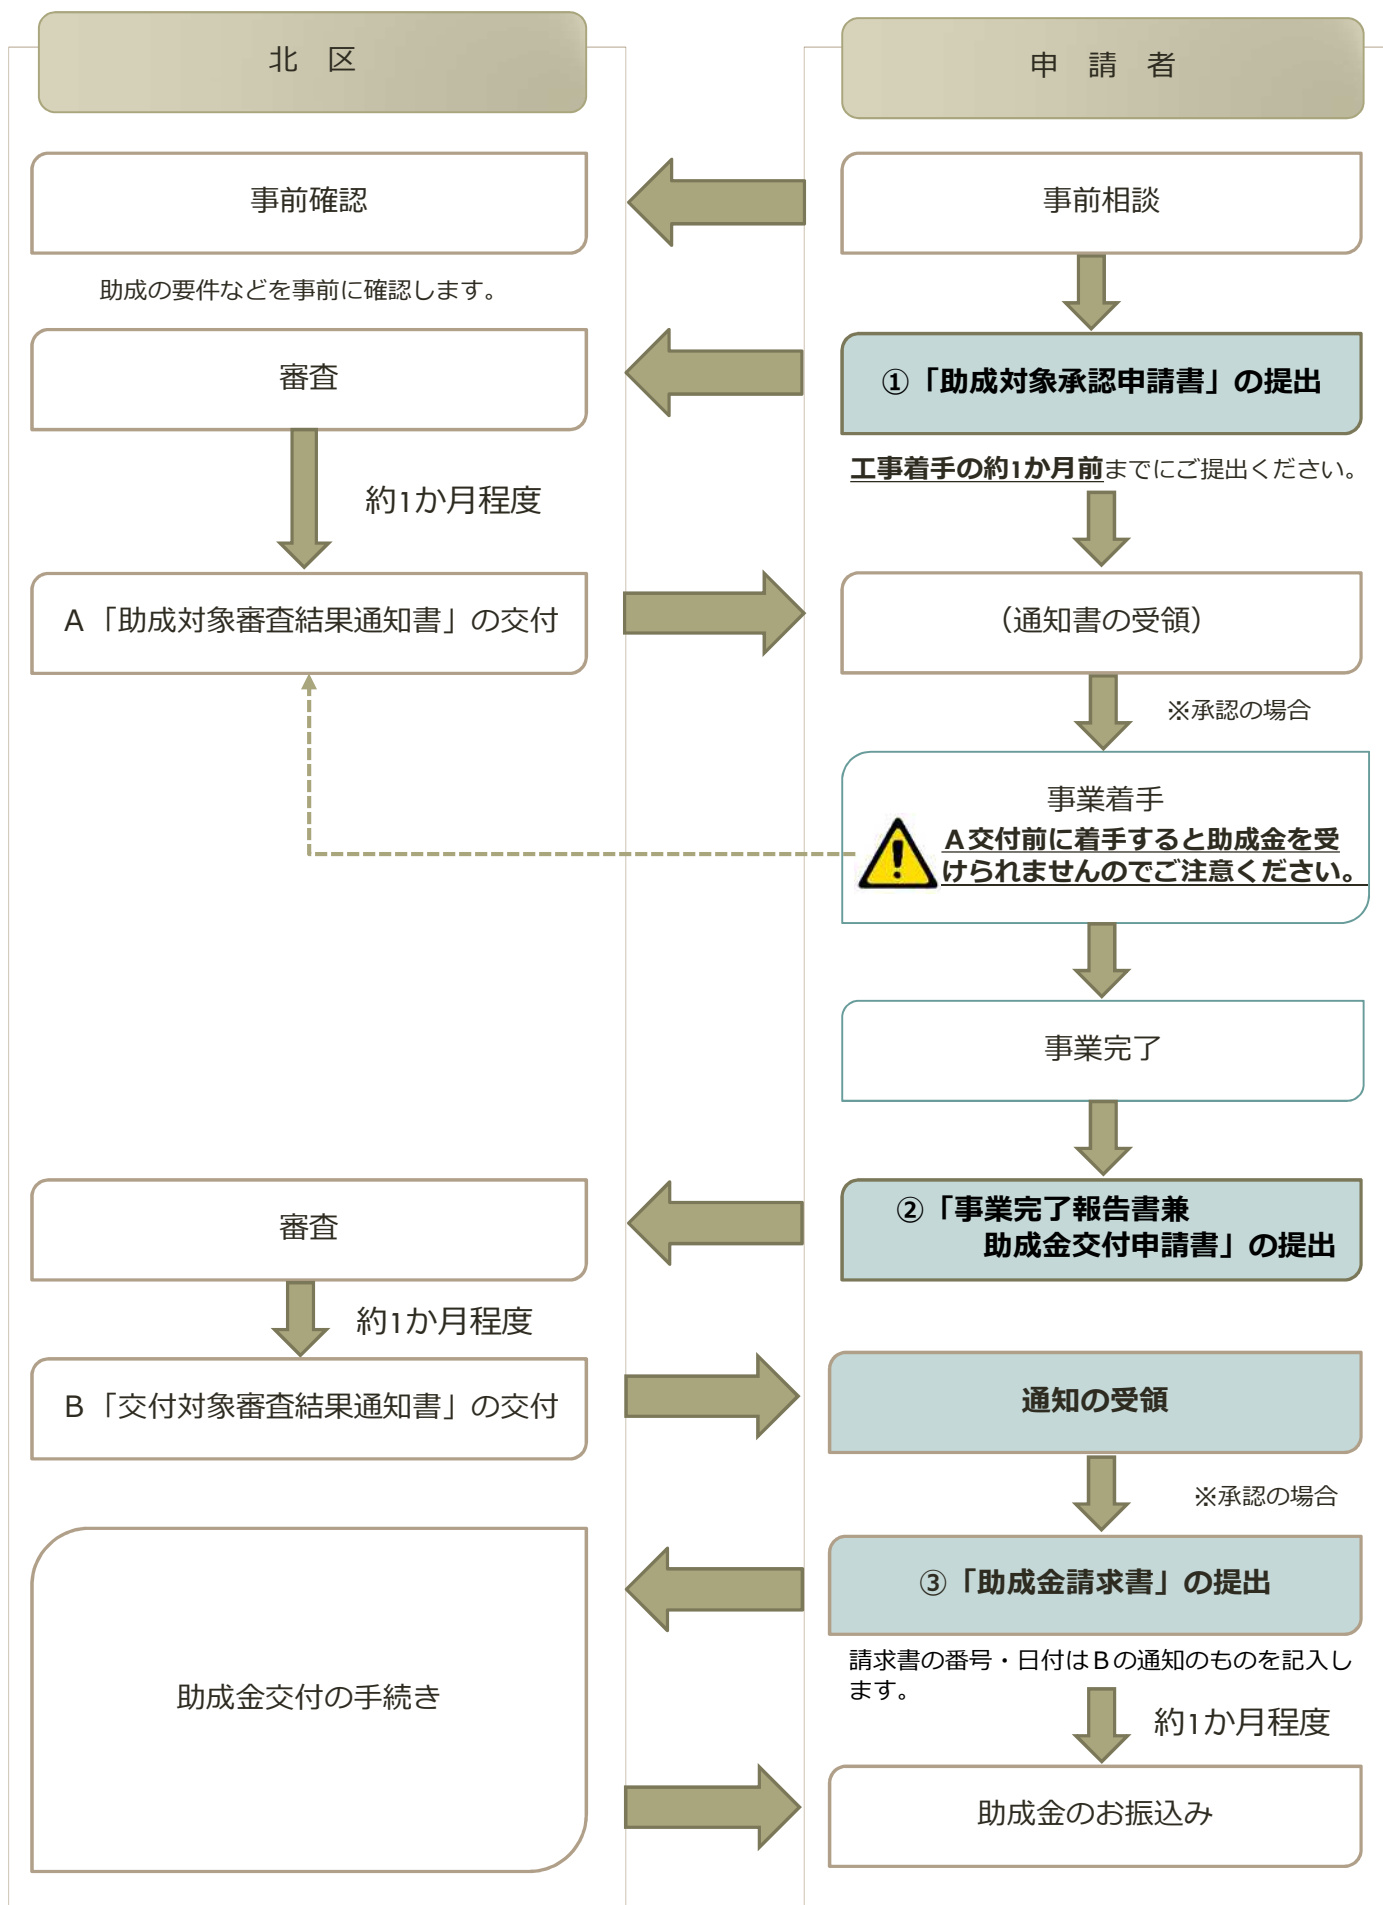 北　区
申　請　者
事前確認
事前相談
助成の要件などを事前に確認します。
審査
①「助成対象承認申請書」の提出
工事着手の約1か月前までにご提出ください。
約1か月程度
A「助成対象審査結果通知書」の交付
（通知書の受領）
※承認の場合
事業着手
A交付前に着手すると助成金を受
けられませんのでご注意ください。
事業完了
審査
②「事業完了報告書兼
助成金交付申請書」の提出
約1か月程度
B「交付対象審査結果通知書」の交付
通知の受領
※承認の場合
③「助成金請求書」の提出
請求書の番号・日付はBの通知のものを記入し
ます。
助成金交付の手続き
約1か月程度
助成金のお振込み